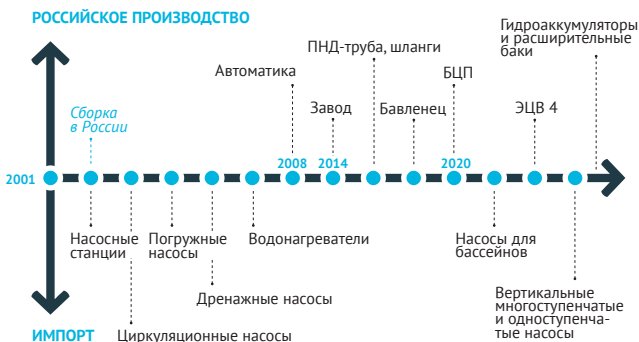 РОССИЙСКОЕ ПРОИЗВОДСТВО
Гидроаккумуляторы
и расширительные
баки
ПНД-труба, шланги
Автоматика
БЦП
Сборка
в России
Завод
Бавленец
ЭЦВ 4
2001
2008
2014
2020
Насосные
станции
Погружные
насосы
Водонагреватели
Насосы для
бассейнов
Дренажные насосы
Вертикальные
многоступенчатые
и одноступенча-
тые насосы
ИМПОРТ
Циркуляционные насосы